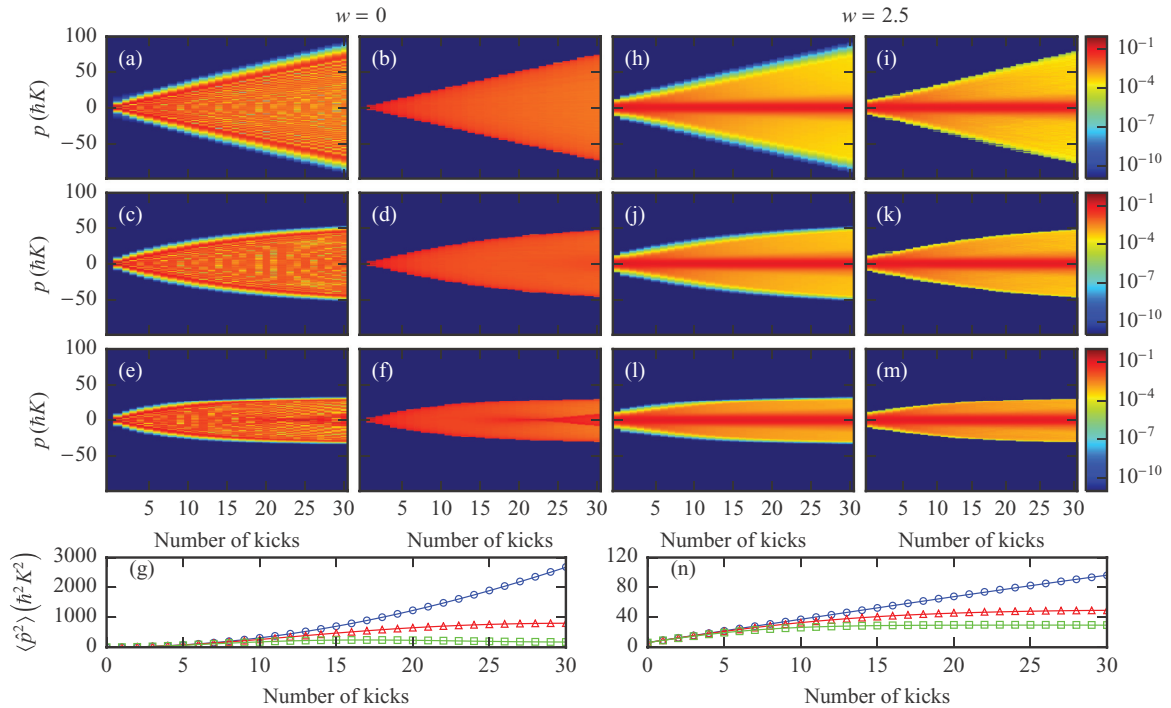 w = 0 w = 2.5
100 (a) (b) (h) (i) 10⁻¹
50 10⁻⁴
p (ħK) 0
−50 10⁻⁷
10⁻¹⁰
100 (c) (d) (j) (k) 10⁻¹
50 10⁻⁴
p (ħK) 0
−50 10⁻⁷
10⁻¹⁰
100 (e) (f) (l) (m) 10⁻¹
50 10⁻⁴
p (ħK) 0
−50 10⁻⁷
10⁻¹⁰
5 10 15 20 25 30 5 10 15 20 25 30 5 10 15 20 25 30 5 10 15 20 25 30
Number of kicks Number of kicks Number of kicks Number of kicks
⟨p̂²⟩(ħ²K²)
3000 (g) 120 (n)
2000 80
1000 40
0 0
0 5 10 15 20 25 30 0 5 10 15 20 25 30
Number of kicks Number of kicks